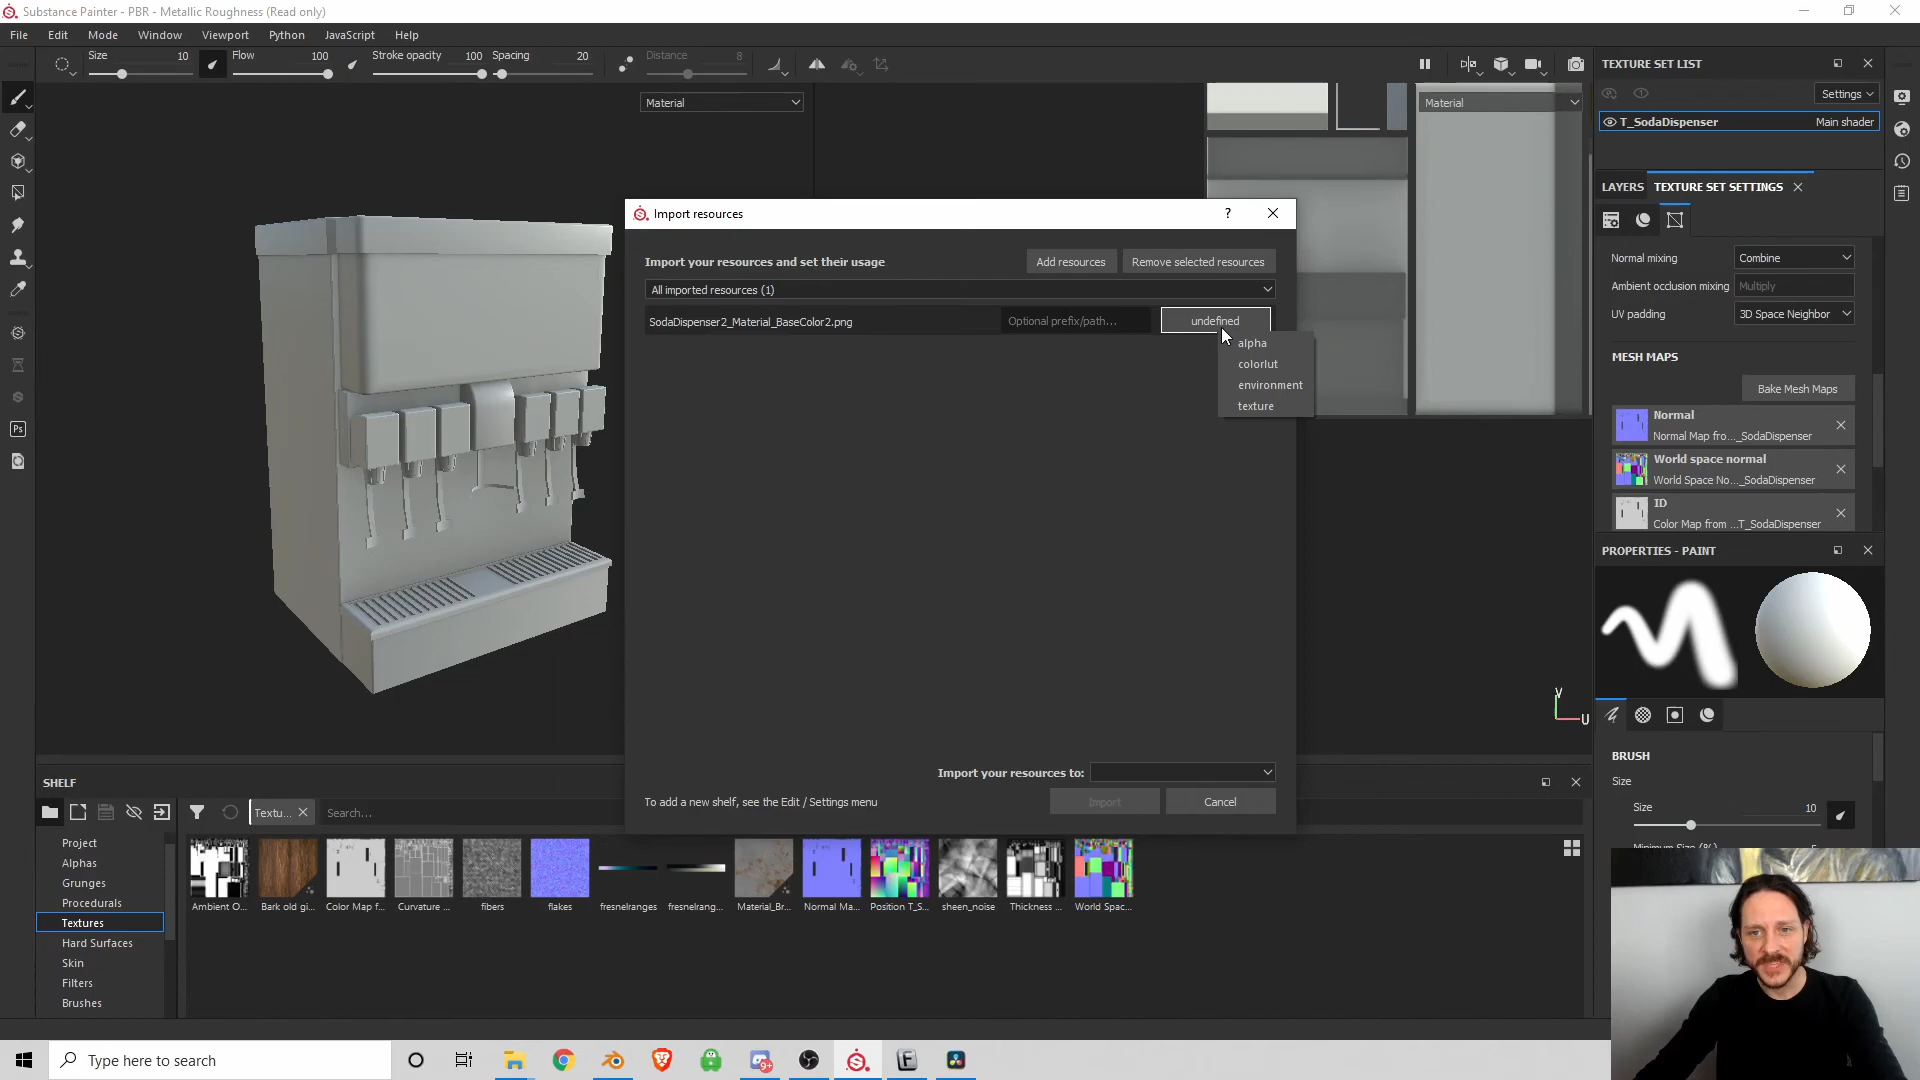 Substance Painter - PBR - Metallic Roughness (Read only)
File Edit Mode Window Viewport Python JavaScript Help
Size 10 Flow 100 Stroke opacity 100 Spacing 20 Distance 8
Material
Material
TEXTURE SET LIST
Settings
T_SodaDispenser Main shader
LAYERS TEXTURE SET SETTINGS
Normal mixing Combine
Ambient occlusion mixing Multiply
UV padding 3D Space Neighbor
MESH MAPS
Bake Mesh Maps
Normal
Normal Map fro..._SodaDispenser
World space normal
World Space No..._SodaDispenser
ID
Color Map from ...T_SodaDispenser
PROPERTIES - PAINT
BRUSH
Size
Size 10
Import resources
?
Import your resources and set their usage
Add resources
Remove selected resources
All imported resources (1)
SodaDispenser2_Material_BaseColor2.png Optional prefix/path... undefined
alpha
colorlut
environment
texture
Import your resources to:
To add a new shelf, see the Edit / Settings menu
Import
Cancel
V
U
Ps
SHELF
Textu...
Search...
Project
Alphas
Grunges
Procedurals
Textures
Hard Surfaces
Skin
Filters
Brushes
Ambient O... Bark old gi... Color Map f... Curvature ... fibers flakes fresnelranges fresnelrang... Material_Br... Normal Ma... Position T_S... sheen_noise Thickness ... World Spac...
Type here to search
9+